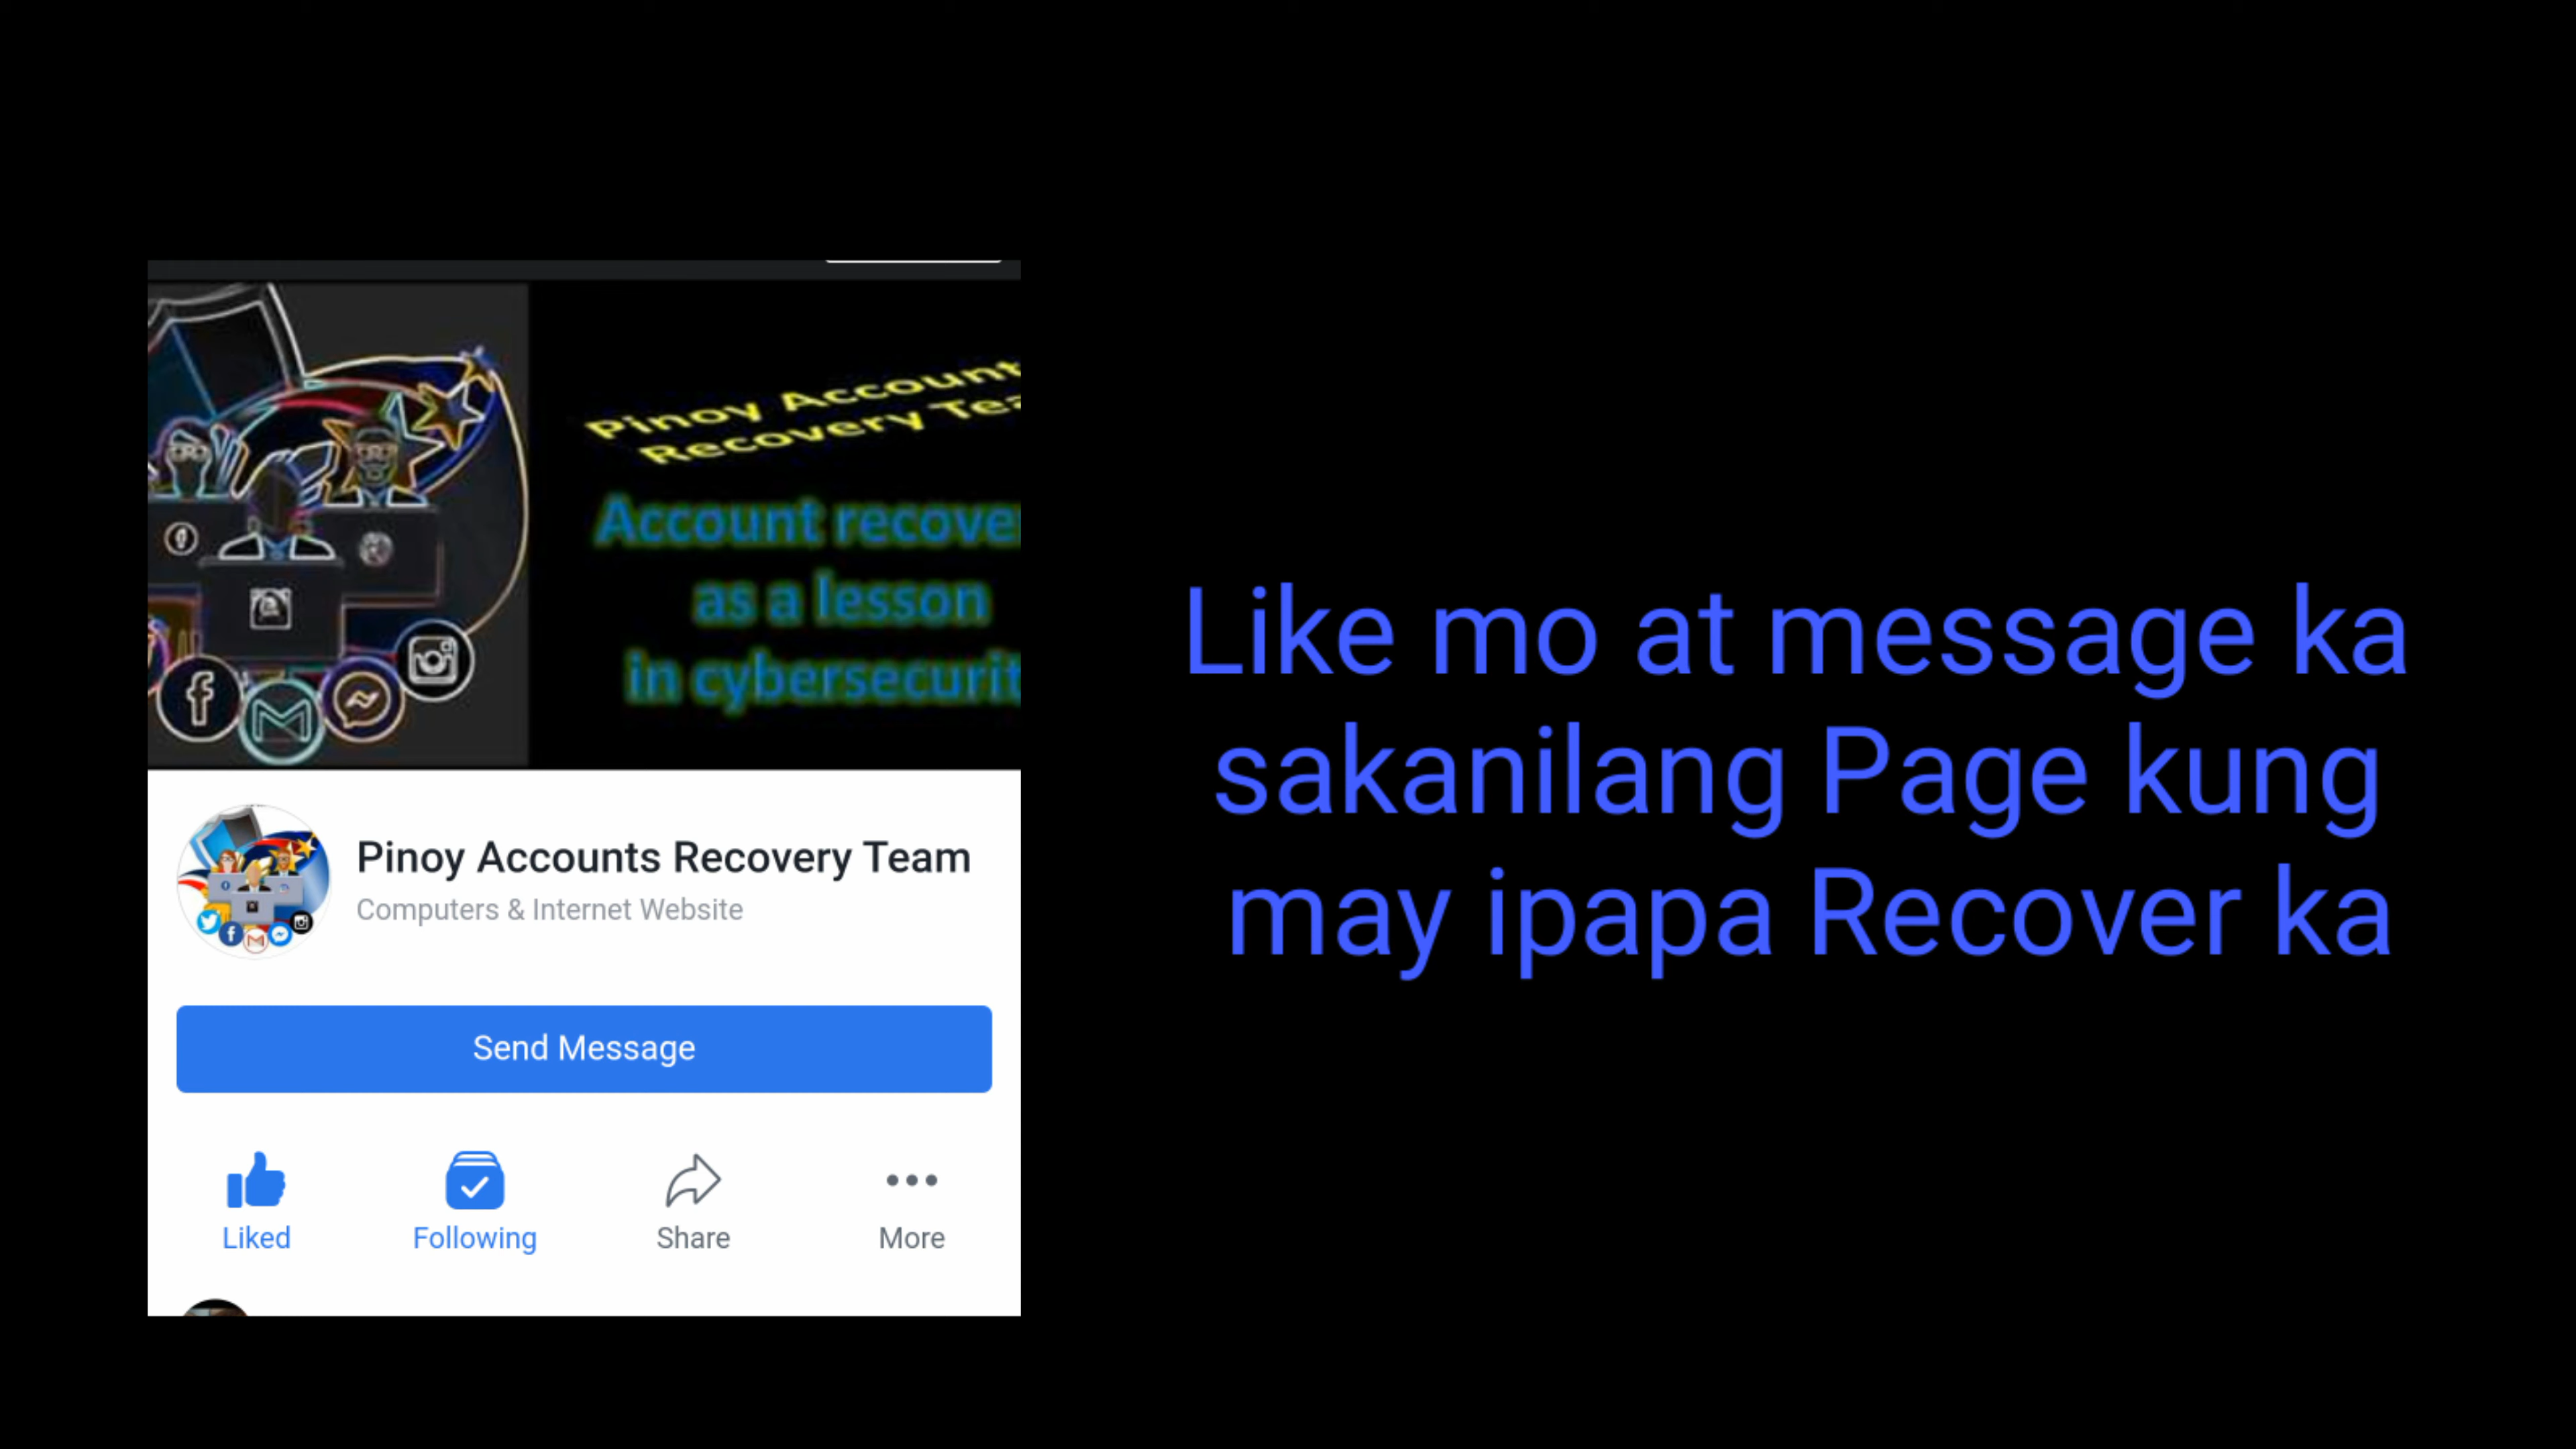 Pinoy Account
Recovery Tea
Account recove
as a lesson
in cybersecurit
Pinoy Accounts Recovery Team
Computers & Internet Website
Send Message
Liked
Following
Share
More
Like mo at message ka
sakanilang Page kung
may ipapa Recover ka